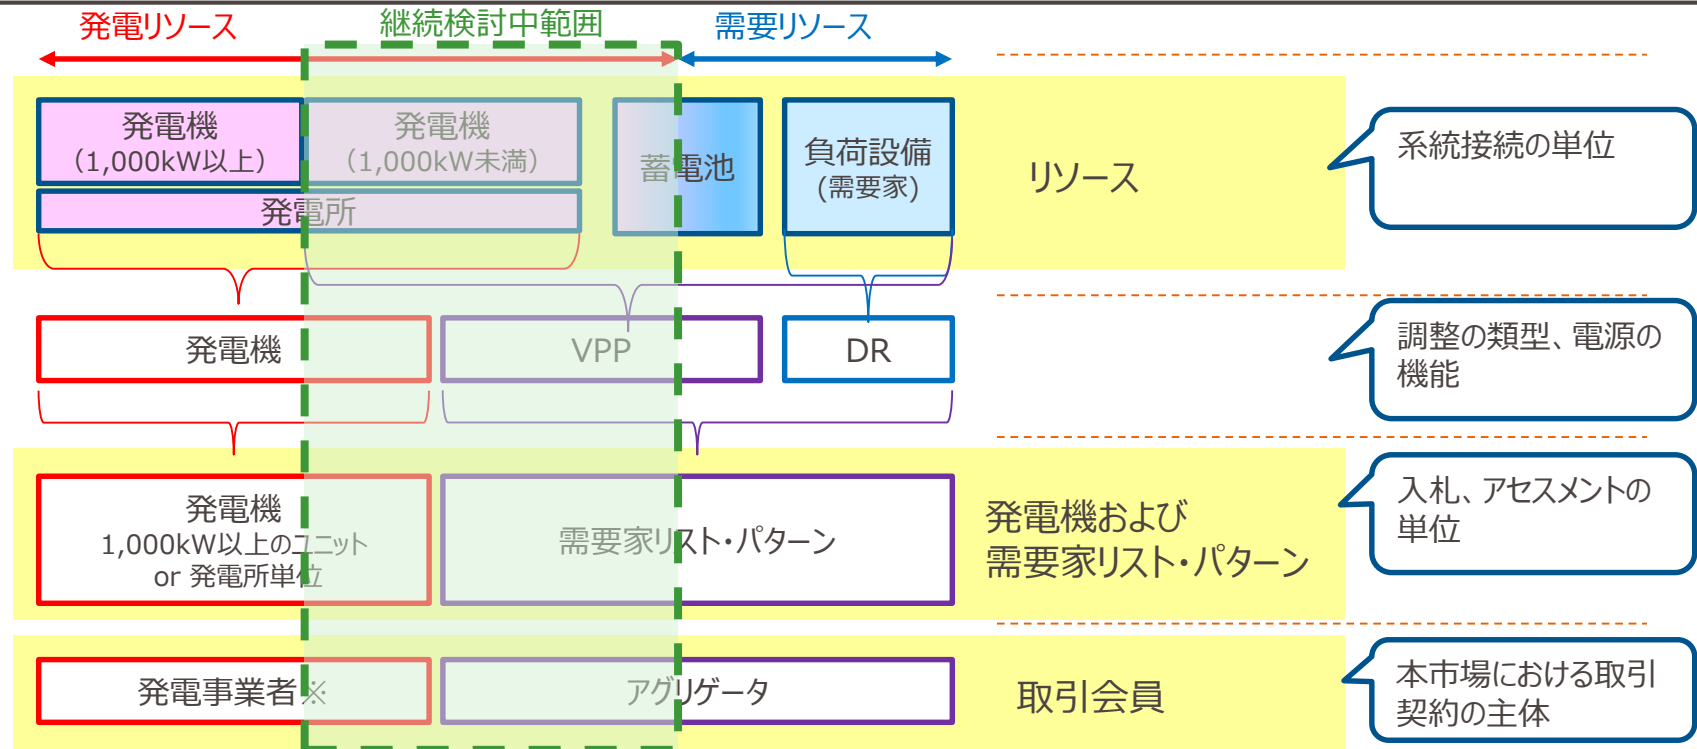 発電リソース
継続検討中範囲
需要リソース
発電機
（1,000kW以上）
発電機
（1,000kW未満）
発電所
蓄電池
負荷設備
(需要家)
リソース
系統接続の単位
発電機
VPP
DR
調整の類型、電源の
機能
発電機
1,000kW以上のユニット
or 発電所単位
需要家リスト・パターン
発電機および
需要家リスト・パターン
入札、アセスメントの
単位
発電事業者※
アグリゲータ
取引会員
本市場における取引
契約の主体